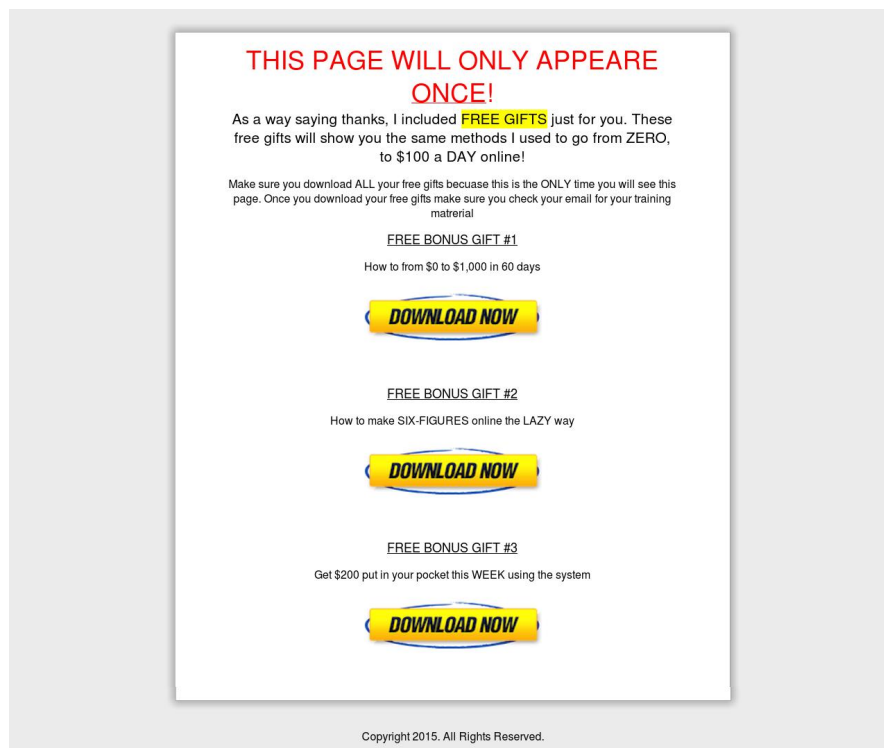 THIS PAGE WILL ONLY APPEARE
ONCE!
As a way saying thanks, I included FREE GIFTS just for you. These
free gifts will show you the same methods I used to go from ZERO,
to $100 a DAY online!
Make sure you download ALL your free gifts becuase this is the ONLY time you will see this
page. Once you download your free gifts make sure you check your email for your training
matrerial
FREE BONUS GIFT #1
How to from $0 to $1,000 in 60 days
DOWNLOAD NOW
FREE BONUS GIFT #2
How to make SIX-FIGURES online the LAZY way
DOWNLOAD NOW
FREE BONUS GIFT #3
Get $200 put in your pocket this WEEK using the system
DOWNLOAD NOW
Copyright 2015. All Rights Reserved.